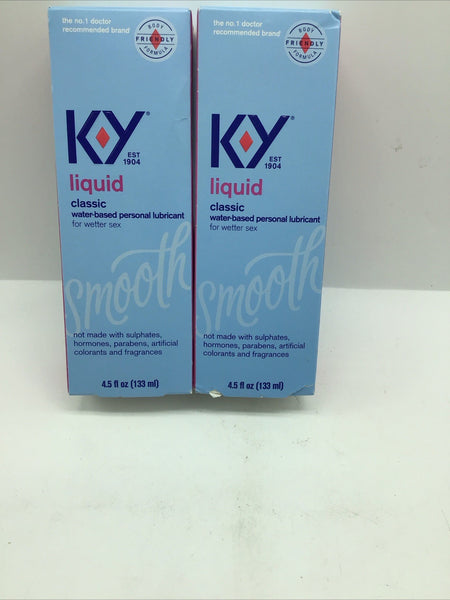 the no.1 doctor
recommended brand
BODY
FRIENDLY
FORMULA
K-Y®
EST
1904
liquid
classic
water-based personal lubricant
for wetter sex
smooth
not made with sulphates,
hormones, parabens, artificial
colorants and fragrances
4.5 fl oz (133 ml)
the no.1 doctor
recommended brand
BODY
FRIENDLY
FORMULA
K-Y®
EST
1904
liquid
classic
water-based personal lubricant
for wetter sex
smooth
not made with sulphates,
hormones, parabens, artificial
colorants and fragrances
4.5 fl oz (133 ml)